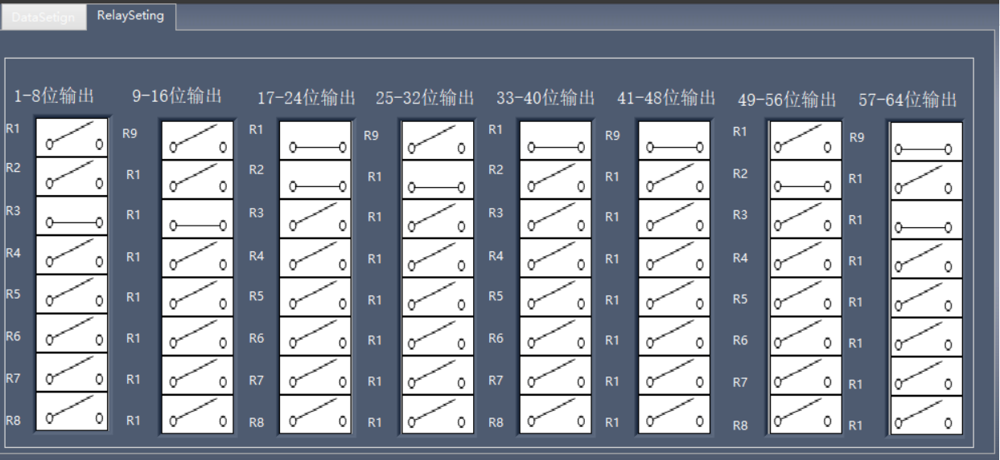 DataSetign RelaySeting
1-8位输出 9-16位输出 17-24位输出 25-32位输出 33-40位输出 41-48位输出 49-56位输出 57-64位输出
R1 R9 R1 R9 R1 R9 R1 R9
R2 R1 R2 R1 R2 R1 R2 R1
R3 R1 R3 R1 R3 R1 R3 R1
R4 R1 R4 R1 R4 R1 R4 R1
R5 R1 R5 R1 R5 R1 R5 R1
R6 R1 R6 R1 R6 R1 R6 R1
R7 R1 R7 R1 R7 R1 R7 R1
R8 R1 R8 R1 R8 R1 R8 R1